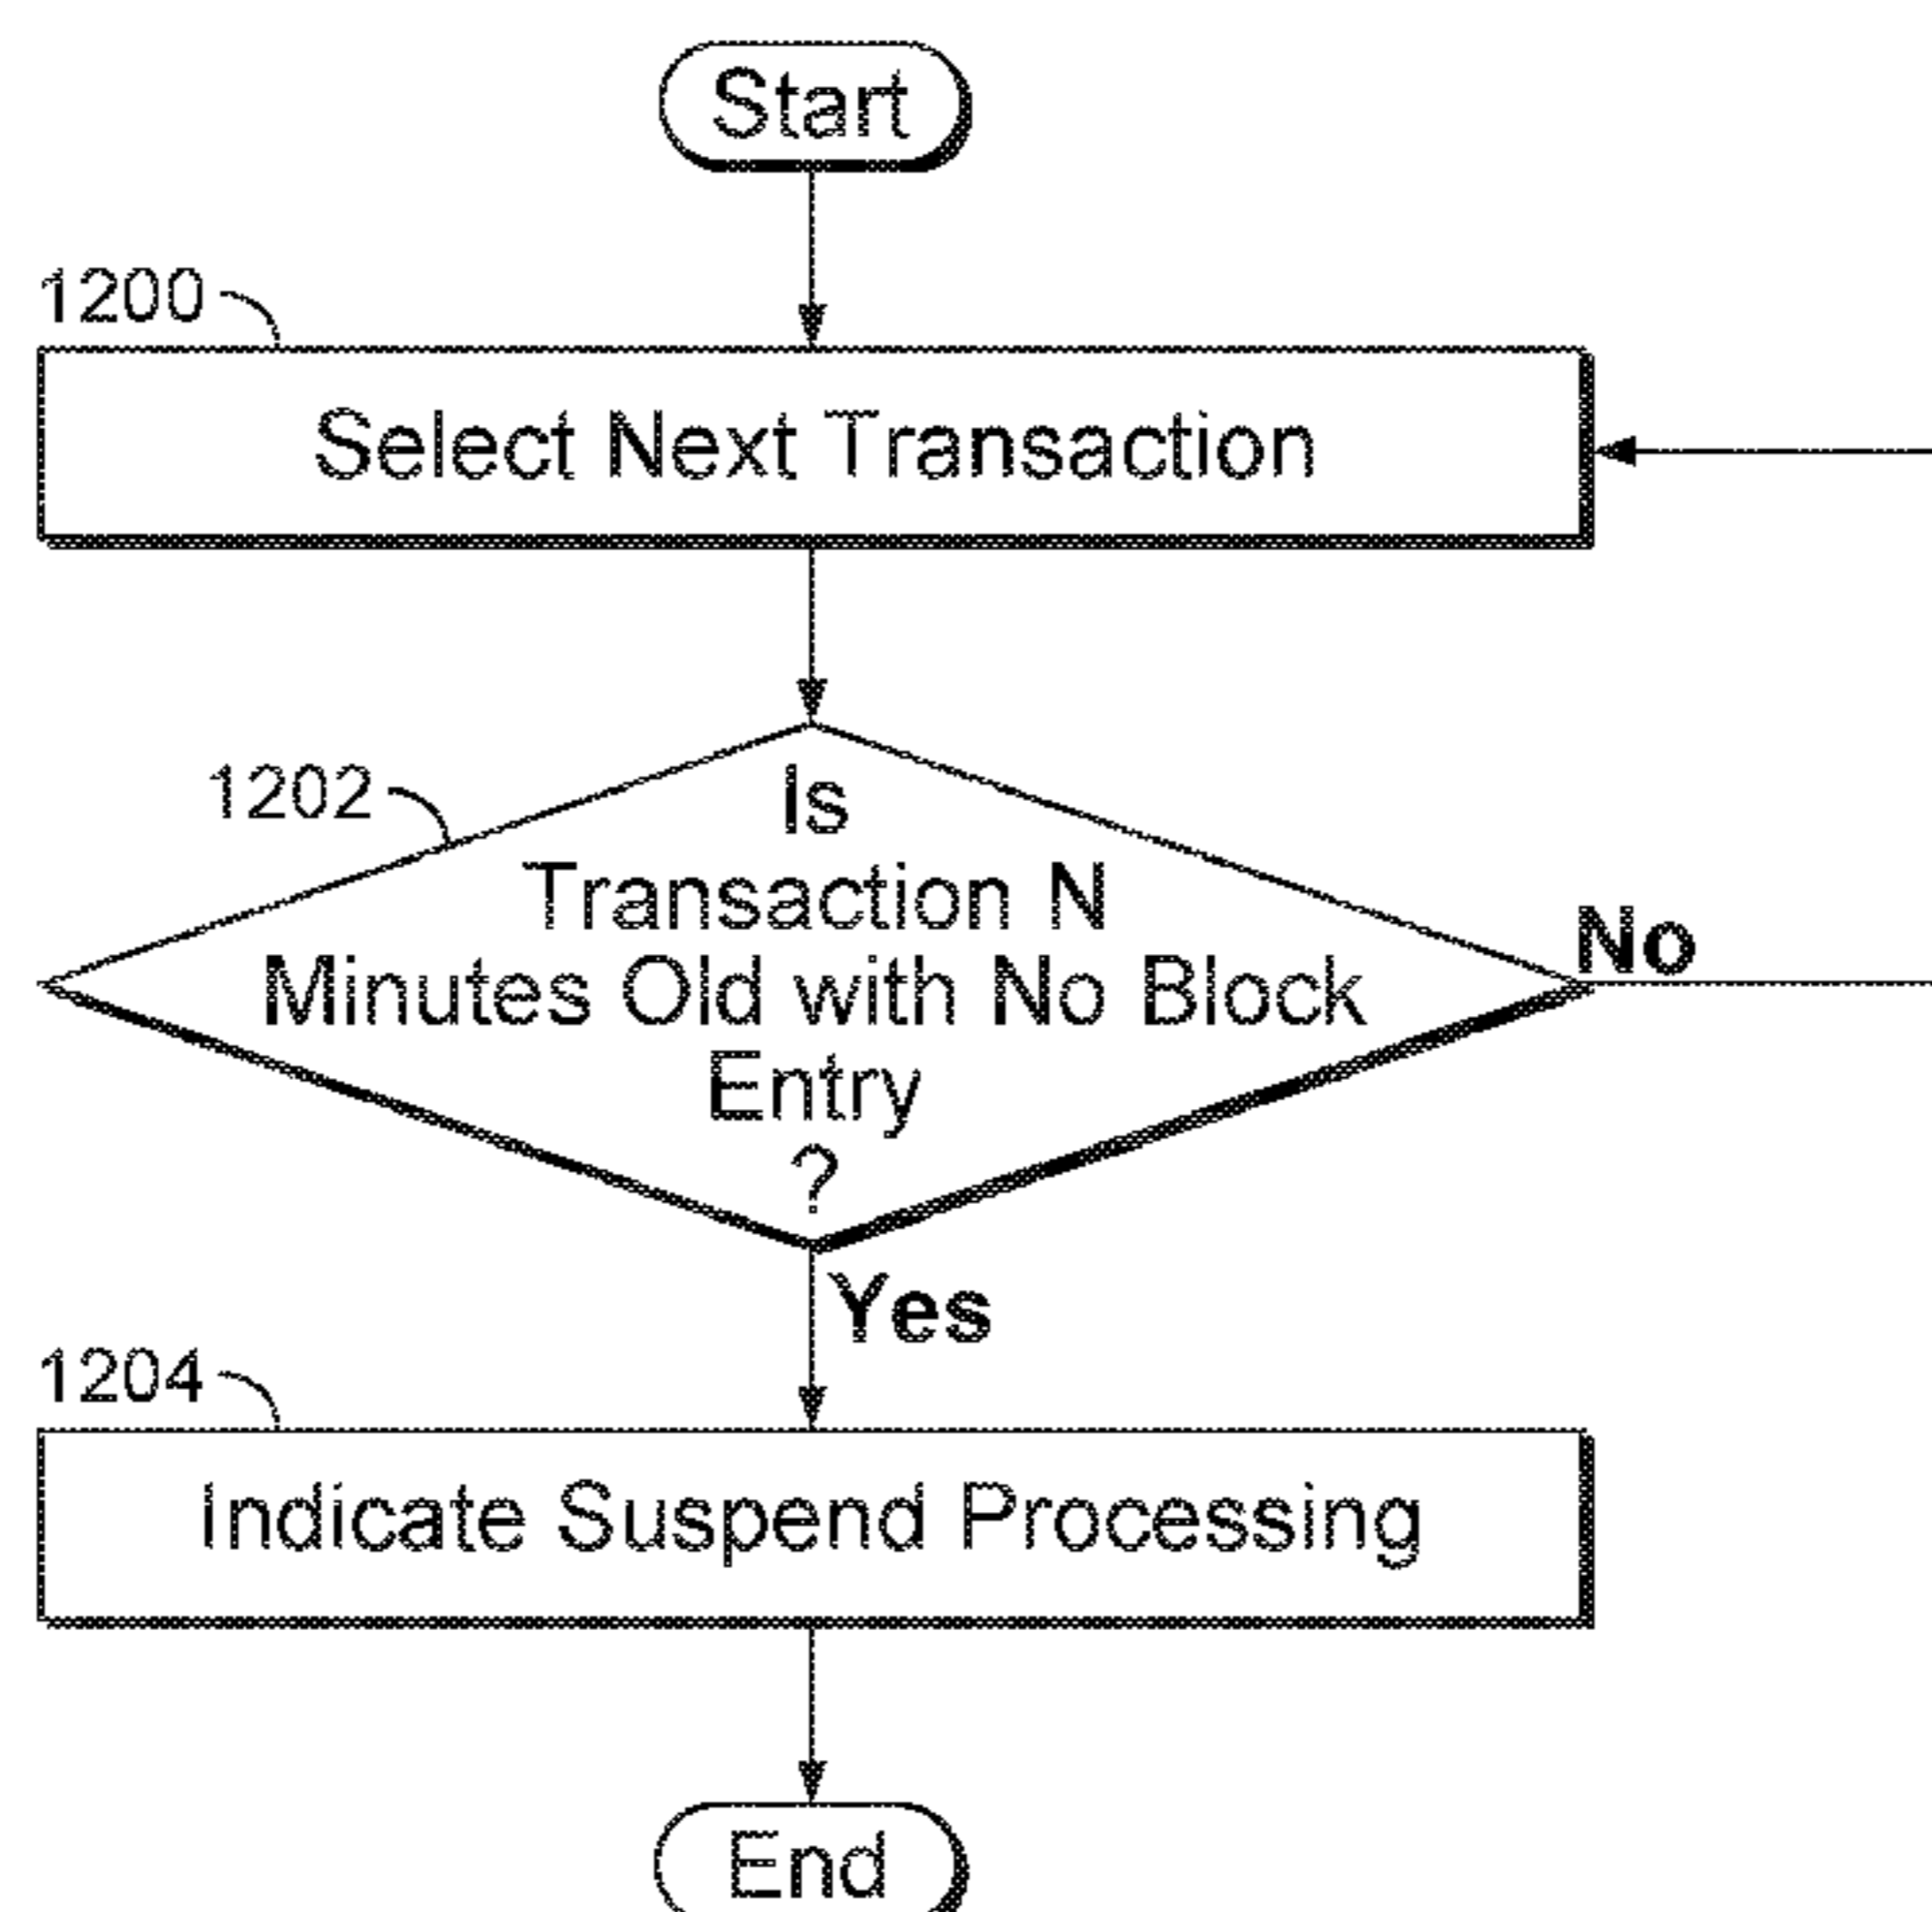 Start
1200
Select Next Transaction
1202
Is
Transaction N
Minutes Old with No Block
Entry
?
No
Yes
1204
Indicate Suspend Processing
End